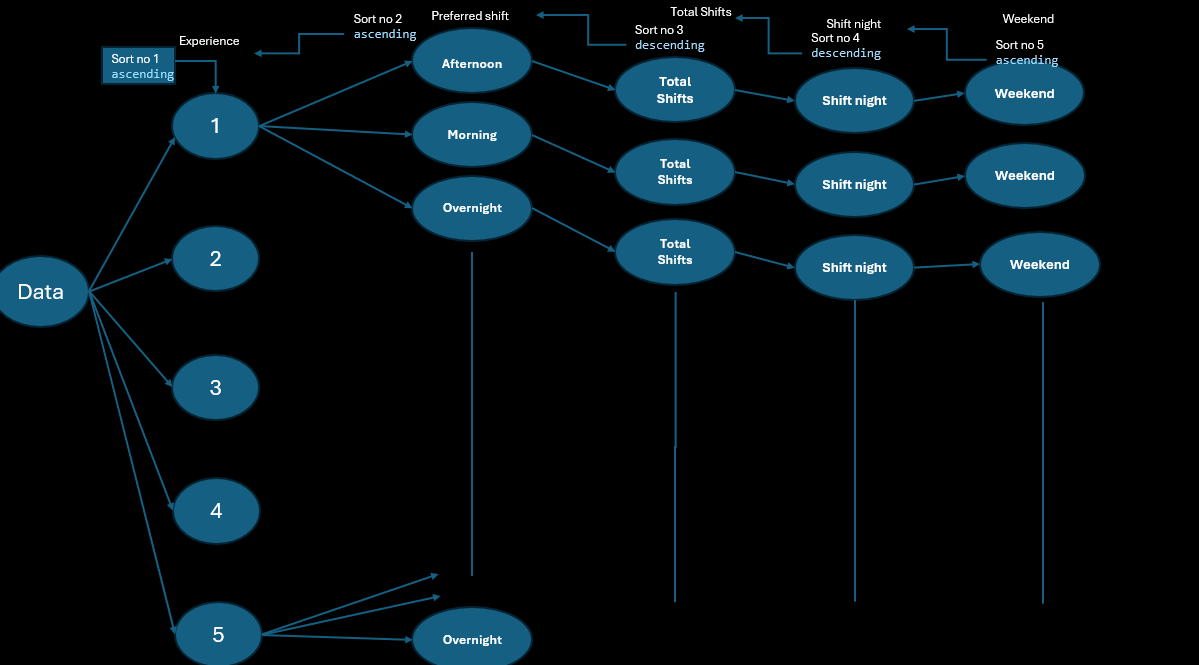 Sort no 1
ascending
Experience
Sort no 2
ascending
Preferred shift
Sort no 3
descending
Total Shifts
Shift night
Sort no 4
descending
Weekend
Sort no 5
ascending
Data
1
2
3
4
5
Afternoon
Morning
Overnight
Overnight
Total
Shifts
Total
Shifts
Total
Shifts
Shift night
Shift night
Shift night
Weekend
Weekend
Weekend